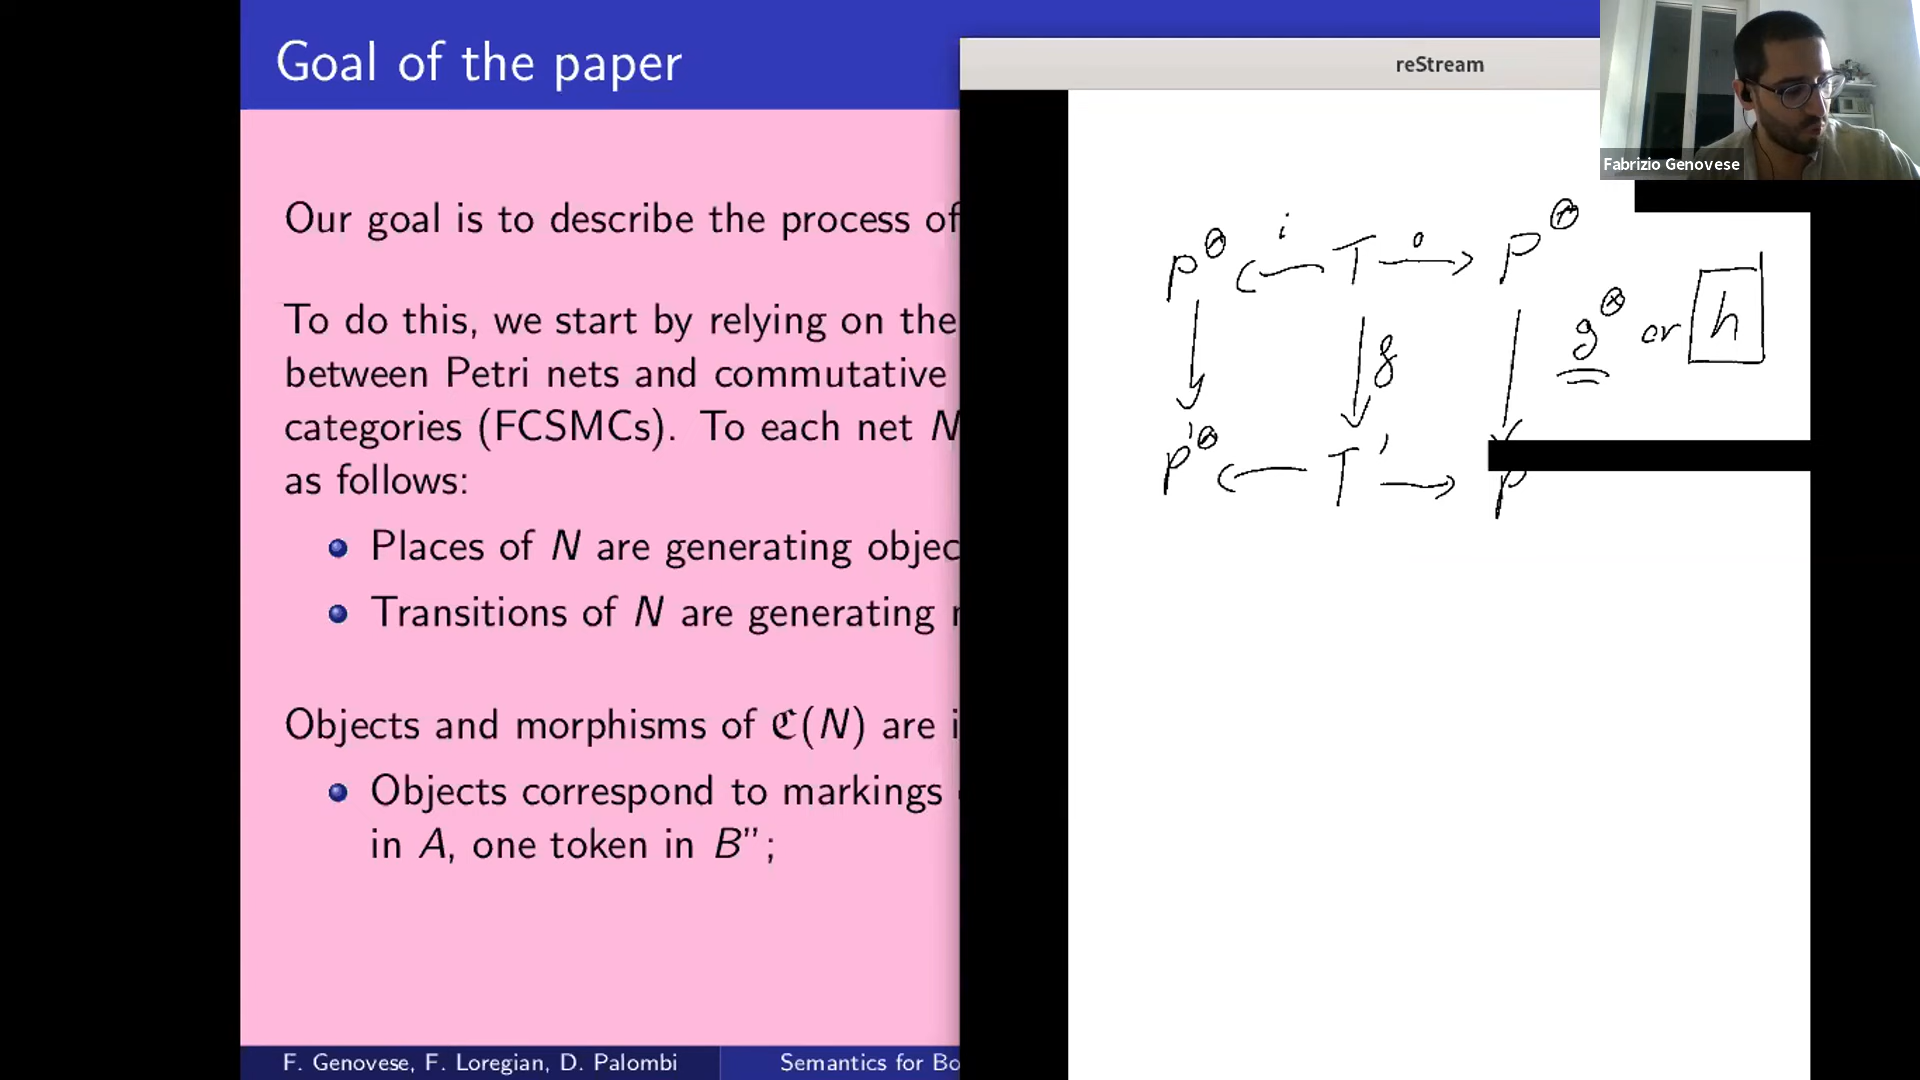 Goal of the paper
reStream
Fabrizio Genovese
Our goal is to describe the process of
To do this, we start by relying on the
between Petri nets and commutative
categories (FCSMCs). To each net N
as follows:
Places of N are generating objec
Transitions of N are generating
Objects and morphisms of ℭ(N) are i
Objects correspond to markings
in A, one token in B”;
F. Genovese, F. Loregian, D. Palombi
Semantics for Bo
P^⊕ ← i T o → P^⊕
g g^⊕ or h
P'^⊕ ← T' → P